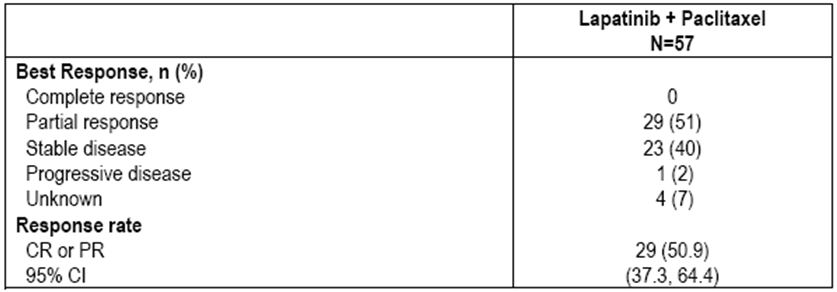 Lapatinib + Paclitaxel
N=57
Best Response, n (%)
Complete response 0
Partial response 29 (51)
Stable disease 23 (40)
Progressive disease 1 (2)
Unknown 4 (7)
Response rate
CR or PR 29 (50.9)
95% CI (37.3, 64.4)